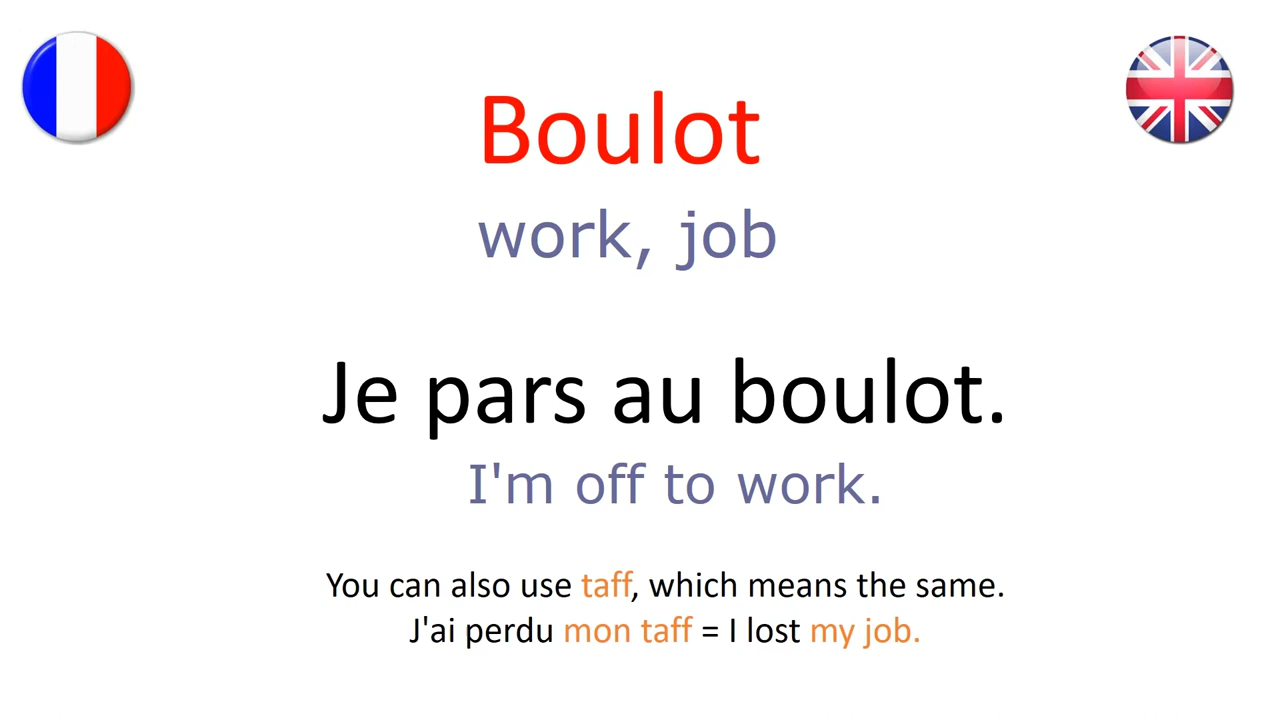 Boulot
work, job
Je pars au boulot.
I'm off to work.
You can also use taff, which means the same.
J'ai perdu mon taff = I lost my job.